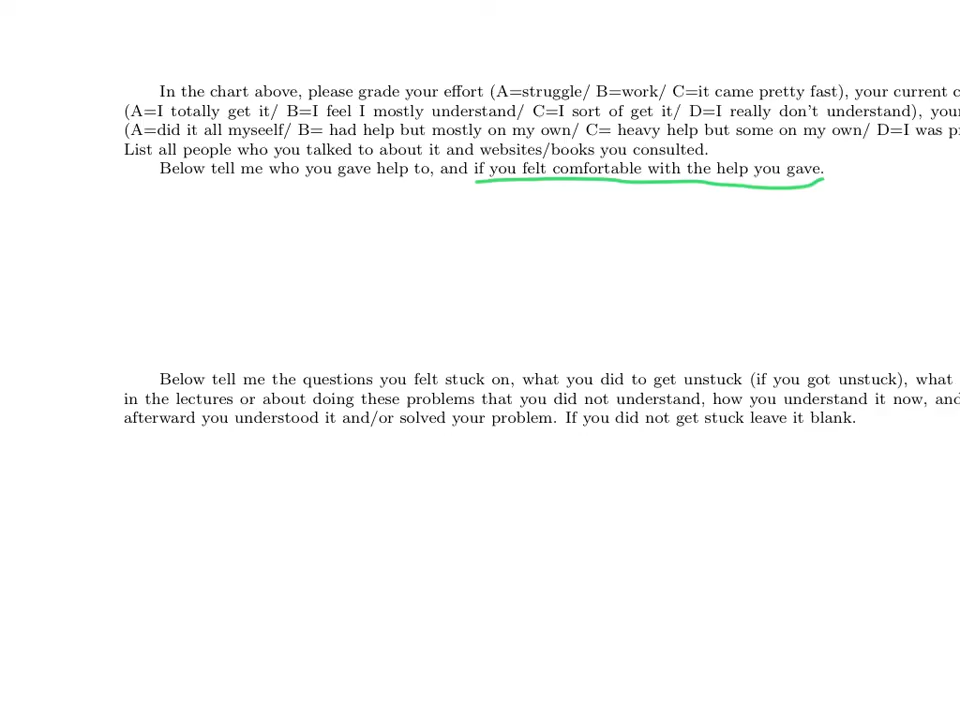 In the chart above, please grade your effort (A=struggle/ B=work/ C=it came pretty fast), your current
(A=I totally get it/ B=I feel I mostly understand/ C=I sort of get it/ D=I really don't understand), your
(A=did it all myseelf/ B= had help but mostly on my own/ C= heavy help but some on my own/ D=I was
List all people who you talked to about it and websites/books you consulted.
Below tell me who you gave help to, and if you felt comfortable with the help you gave.
Below tell me the questions you felt stuck on, what you did to get unstuck (if you got unstuck), what
in the lectures or about doing these problems that you did not understand, how you understand it now, and
afterward you understood it and/or solved your problem. If you did not get stuck leave it blank.